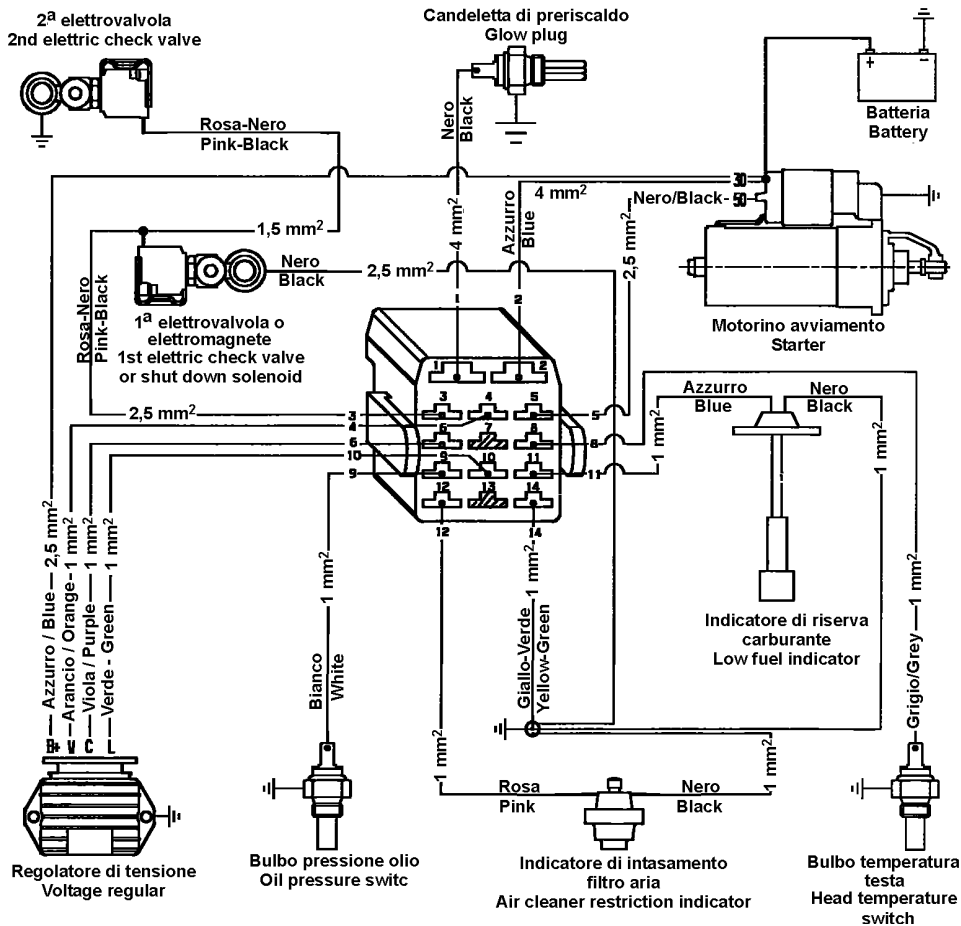 2ª elettrovalvola
2nd elettric check valve
Candeletta di preriscaldo
Glow plug
+
-
Batteria
Battery
Rosa-Nero
Pink-Black
Nero
Black
30
4 mm²
Nero/Black
50
Azzurro
Blue
4 mm²
2,5 mm²
1,5 mm²
Nero
Black
2,5 mm²
Rosa-Nero
Pink-Black
1ª elettrovalvola o
elettromagnete
1st elettric check valve
or shut down solenoid
Motorino avviamento
Starter
1
2
1
2
3
4
5
6
7
8
9
10
11
12
13
14
2,5 mm²
3
4
6
10
9
5
8
11
12
14
Azzurro
Blue
Nero
Black
1 mm²
1 mm²
Indicatore di riserva
carburante
Low fuel indicator
1 mm²
Grigio/Grey
Azzurro / Blue
2,5 mm²
Arancio / Orange
1 mm²
Viola / Purple
1 mm²
Verde - Green
1 mm²
B+
W
C
L
Regolatore di tensione
Voltage regular
1 mm²
Bianco
White
Bulbo pressione olio
Oil pressure switc
1 mm²
Giallo-Verde
Yellow-Green
1 mm²
Rosa
Pink
Nero
Black
1 mm²
Indicatore di intasamento
filtro aria
Air cleaner restriction indicator
Bulbo temperatura
testa
Head temperature
switch